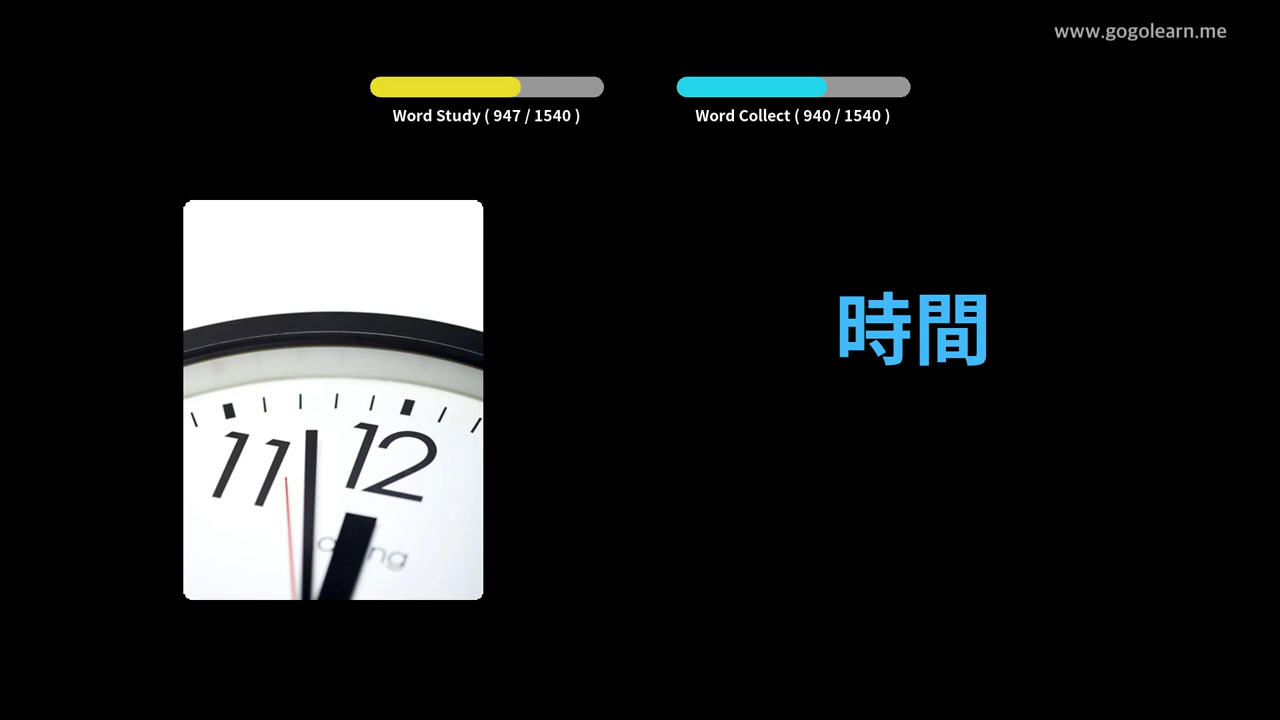 www.gogolearn.me
Word Study ( 947 / 1540 )
Word Collect ( 940 / 1540 )
時間
11
12